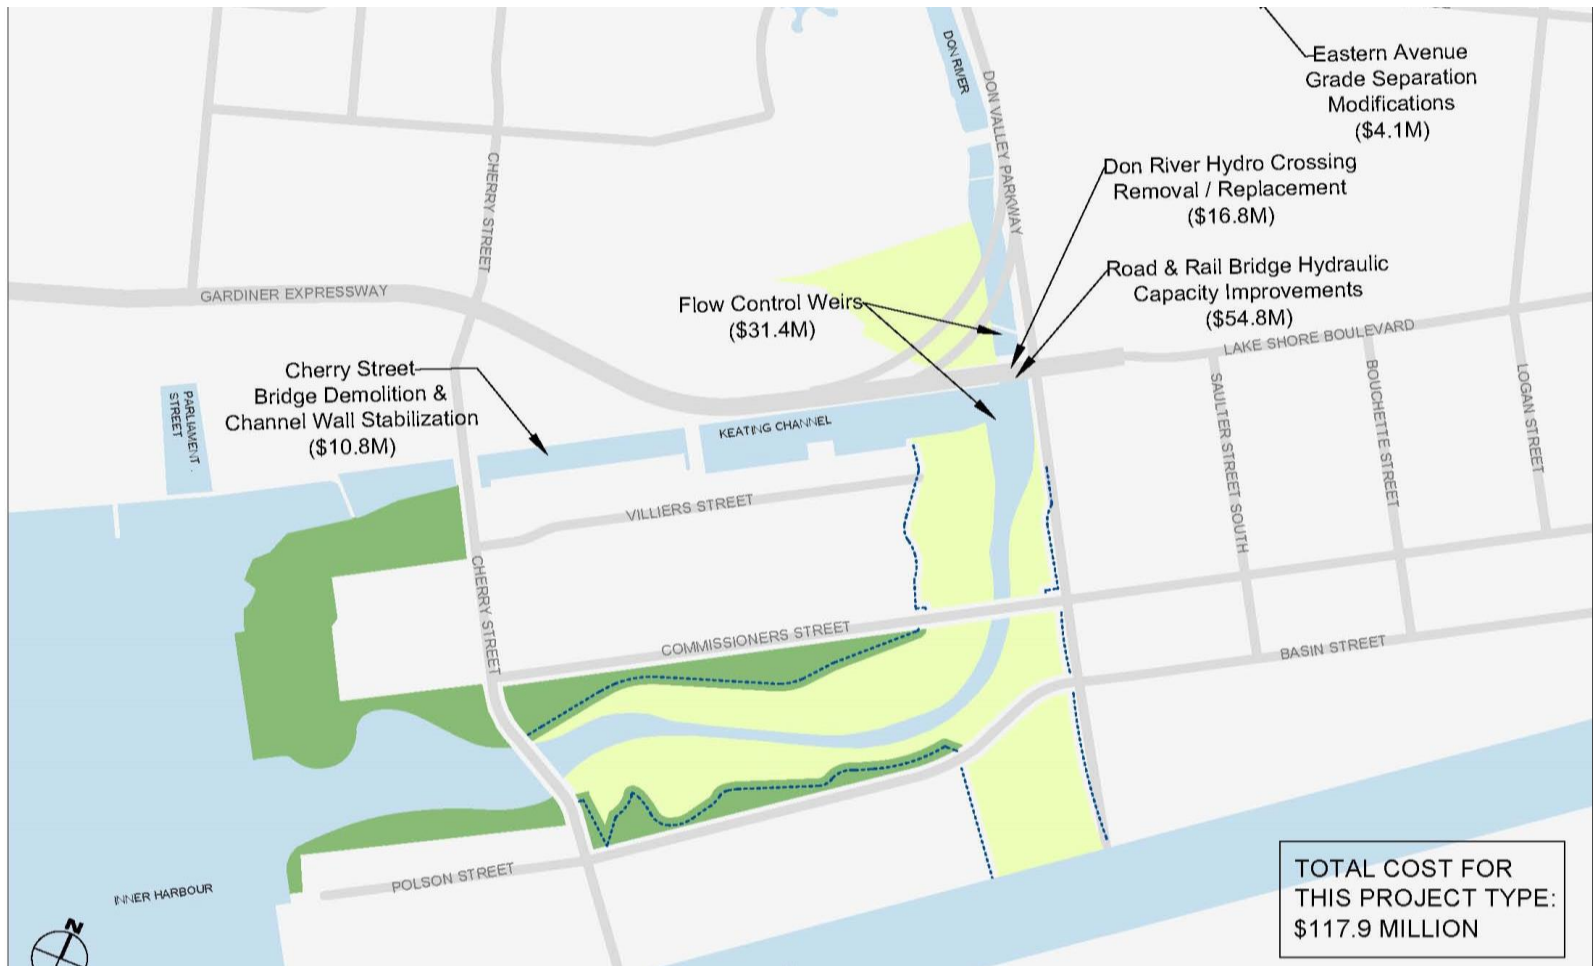 DON RIVER
DON VALLEY PARKWAY
Eastern Avenue
Grade Separation
Modifications
($4.1M)
Don River Hydro Crossing
Removal / Replacement
($16.8M)
Road & Rail Bridge Hydraulic
Capacity Improvements
($54.8M)
CHERRY STREET
GARDINER EXPRESSWAY
Flow Control Weirs
($31.4M)
LAKE SHORE BOULEVARD
Cherry Street
Bridge Demolition &
Channel Wall Stabilization
($10.8M)
PARLIAMENT
STREET
KEATING CHANNEL
SAULTER STREET SOUTH
BOUCHETTE STREET
LOGAN STREET
VILLIERS STREET
CHERRY STREET
COMMISSIONERS STREET
BASIN STREET
POLSON STREET
INNER HARBOUR
N
TOTAL COST FOR
THIS PROJECT TYPE:
$117.9 MILLION